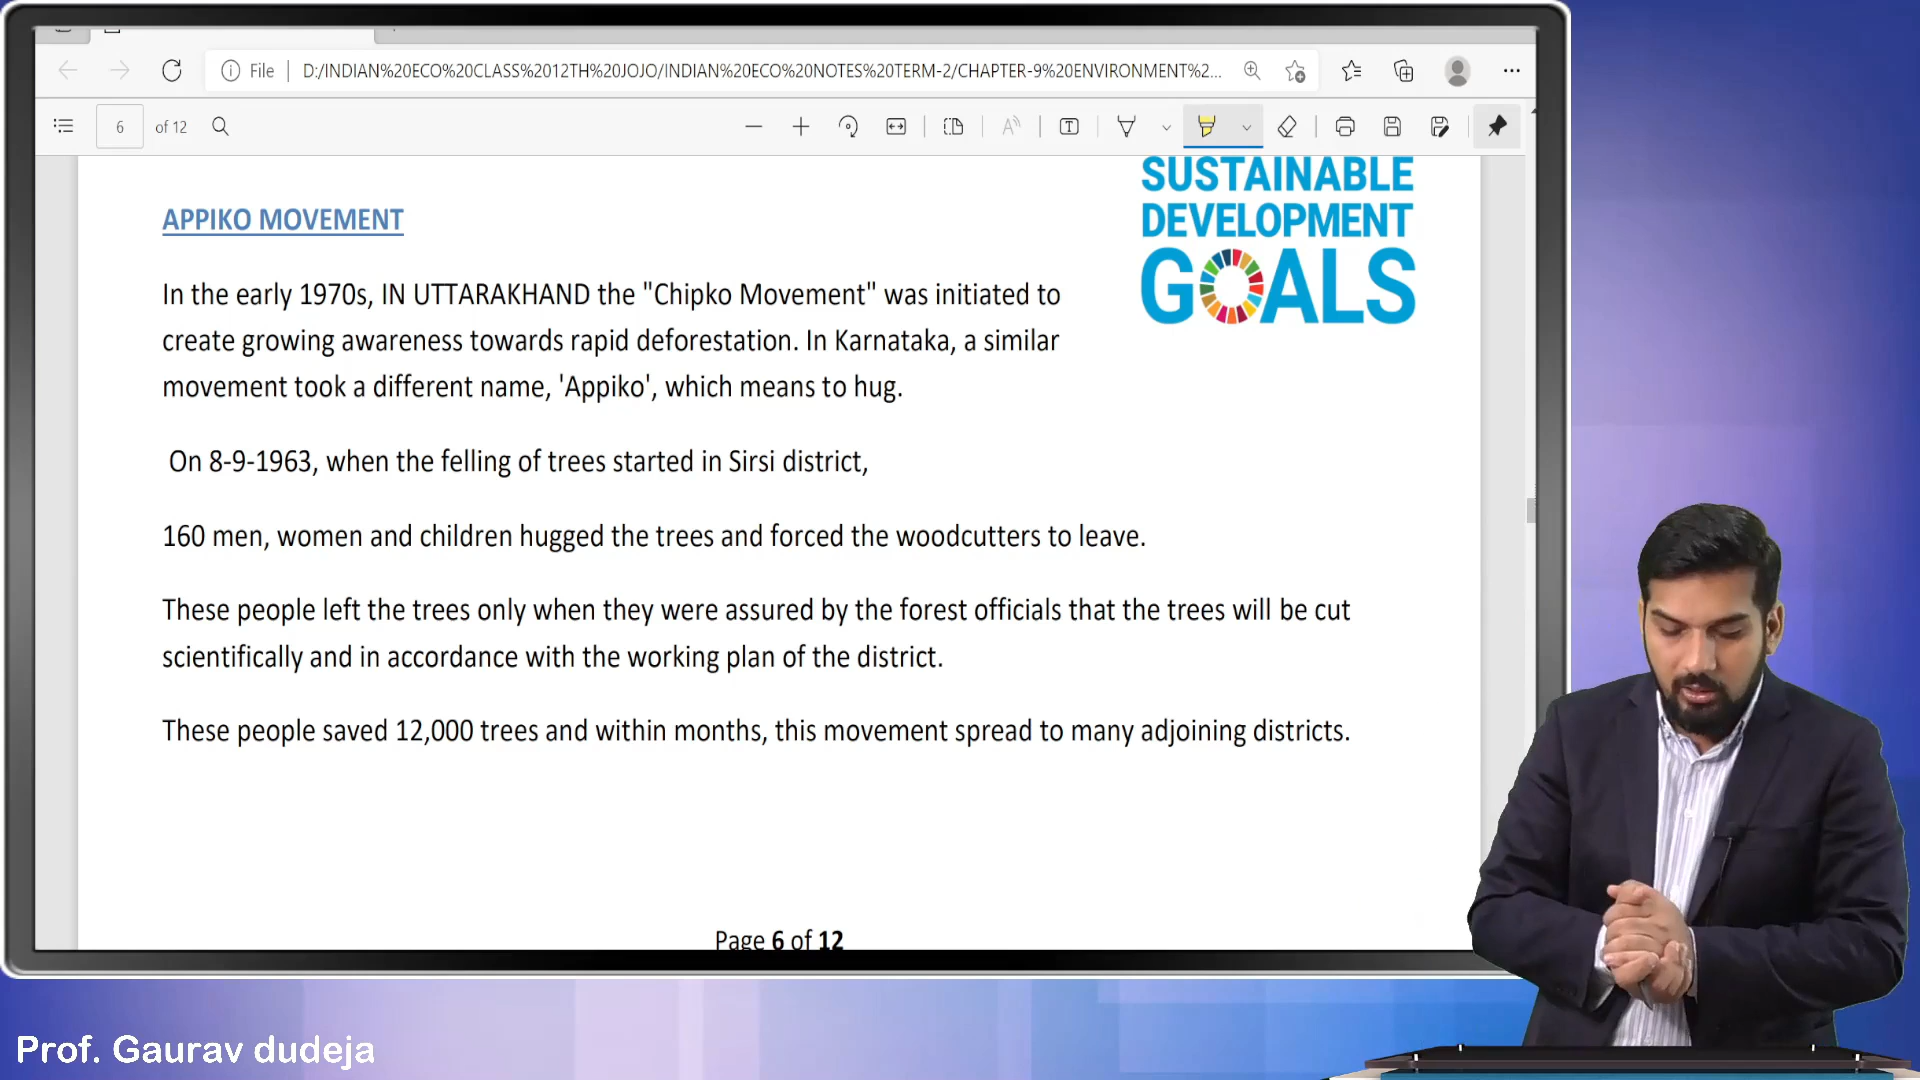 File
D:/INDIAN%20ECO%20CLASS%2012TH%20JOJO/INDIAN%20ECO%20NOTES%20TERM-2/CHAPTER-9%20ENVIRONMENT%2...
6 of 12
SUSTAINABLE
DEVELOPMENT
GOALS
APPIKO MOVEMENT
In the early 1970s, IN UTTARAKHAND the "Chipko Movement" was initiated to
create growing awareness towards rapid deforestation. In Karnataka, a similar
movement took a different name, 'Appiko', which means to hug.
On 8-9-1963, when the felling of trees started in Sirsi district,
160 men, women and children hugged the trees and forced the woodcutters to leave.
These people left the trees only when they were assured by the forest officials that the trees will be cut
scientifically and in accordance with the working plan of the district.
These people saved 12,000 trees and within months, this movement spread to many adjoining districts.
Page 6 of 12
Prof. Gaurav dudeja